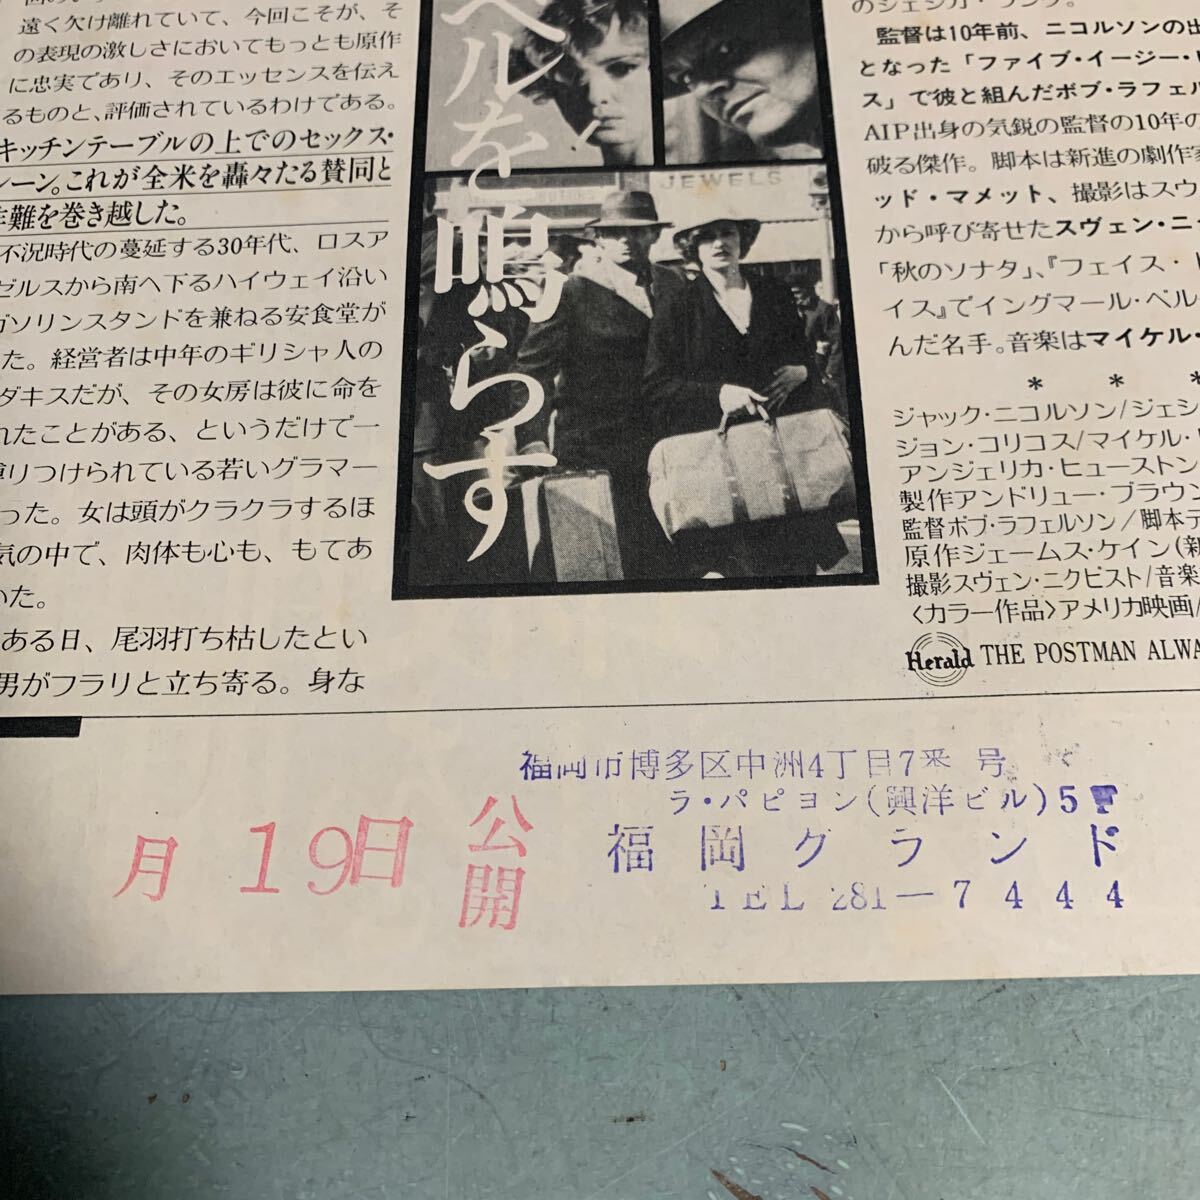 遠く欠け離れていて、今回こそが、そ
の表現の激しさにおいてもっとも原作
に忠実であり、そのエッセンスを伝え
るものと、評価されているわけである。
キッチンテーブルの上でのセックス・
シーン。これが全米を轟々たる賛同と
非難を巻き越した。
不況時代の蔓延する30年代、ロスア
ゼルスから南へ下るハイウェイ沿い
ガソリンスタンドを兼ねる安食堂が
た。経営者は中年のギリシャ人の
ダキスだが、その女房は彼に命を
れたことがある、というだけで一
りつけられている若いグラマー
った。女は頭がクラクラするほ
気の中で、肉体も心も、もてあ
いた。
ある日、尾羽打ち枯したとい
男がフラリと立ち寄る。身な
ベルを鳴らす
JEWELS
のジェシカ・ラング。
監督は10年前、ニコルソンの出
となった「ファイブ・イージー・
ス」で彼と組んだボブ・ラフェル
AIP出身の気鋭の監督の10年の
破る傑作。脚本は新進の劇作家
ッド・マメット、撮影はスウ
から呼び寄せたスヴェン・ニ
「秋のソナタ」、『フェイス・ト
イス』でイングマール・ベル
んだ名手。音楽はマイケル・
* * *
ジャック・ニコルソン/ジェシ
ジョン・コリコス/マイケル・
アンジェリカ・ヒューストン
製作アンドリュー・ブラウン
監督ボブ・ラフェルソン/脚本デ
原作ジェームス・ケイン(新
撮影スヴェン・ニクビスト/音楽
〈カラー作品〉アメリカ映画/
Herald THE POSTMAN ALWA
福岡市博多区中洲4丁目7番 号
ラ・パピヨン(興洋ビル)5F
福岡グランド
TEL 281-7444
月 19日 公開